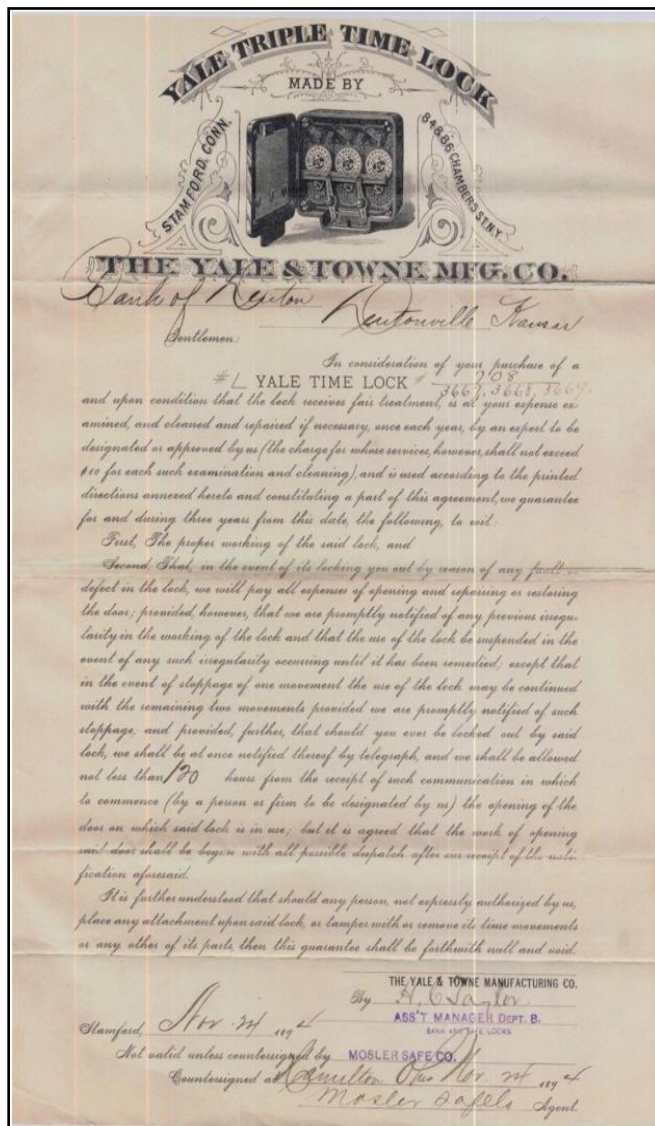 YALE TRIPLE TIME LOCK
MADE BY
STAMFORD, CONN.
84 & 86 CHAMBERS ST. N.Y.
THE YALE & TOWNE MFG. CO.
Bank of Denton Dentonville Kansas
Gentlemen:
In consideration of your purchase of a
#L YALE TIME LOCK # 708
3667, 3668, 3669.
and upon condition that the lock receives fair treatment, is at your expense ex-
amined, and cleaned and repaired if necessary, once each year, by an expert to be
designated or approved by us (the charge for whose services, however, shall not exceed
$10 for each such examination and cleaning), and is used according to the printed
directions annexed hereto and constituting a part of this agreement, we guarantee
for and during three years from this date, the following, to wit:
First, The proper working of the said lock, and
Second, That, in the event of its locking you out by reason of any fault or
defect in the lock, we will pay all expenses of opening and repairing or restoring
the door; provided, however, that we are promptly notified of any previous irregu-
larity in the working of the lock and that the use of the lock be suspended in the
event of any such irregularity occurring until it has been remedied; except that
in the event of stoppage of one movement the use of the lock may be continued
with the remaining two movements provided we are promptly notified of such
stoppage; and provided, further, that should you ever be locked out by said
lock, we shall be at once notified thereof by telegraph, and we shall be allowed
not less than 120 hours from the receipt of such communication in which
to commence (by a person or firm to be designated by us) the opening of the
door on which said lock is in use; but it is agreed that the work of opening
said door shall be begun with all possible dispatch after our receipt of the noti-
fication aforesaid.
It is further understood that should any person, not expressly authorized by us,
place any attachment upon said lock, or tamper with or remove its time movements
or any other of its parts, then this guarantee shall be forthwith null and void.
THE YALE & TOWNE MANUFACTURING CO.
By H. C. Taylor
ASS'T MANAGER DEPT. B.
BANK AND SAFE LOCKS
Stamford, Nov. 24 1894
Not valid unless countersigned by MOSLER SAFE CO.
Countersigned at Hamilton Ohio Nov. 24 1894
Mosler Safe Co Agent.